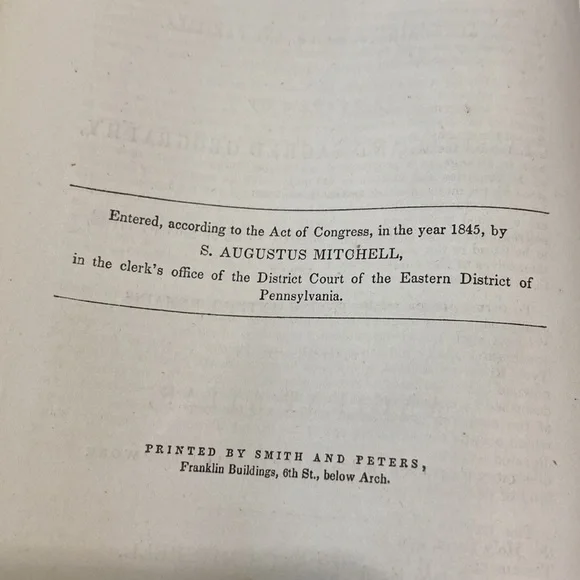 Entered, according to the Act of Congress, in the year 1845, by
S. AUGUSTUS MITCHELL,
in the clerk's office of the District Court of the Eastern District of
Pennsylvania.
PRINTED BY SMITH AND PETERS,
Franklin Buildings, 6th St., below Arch.